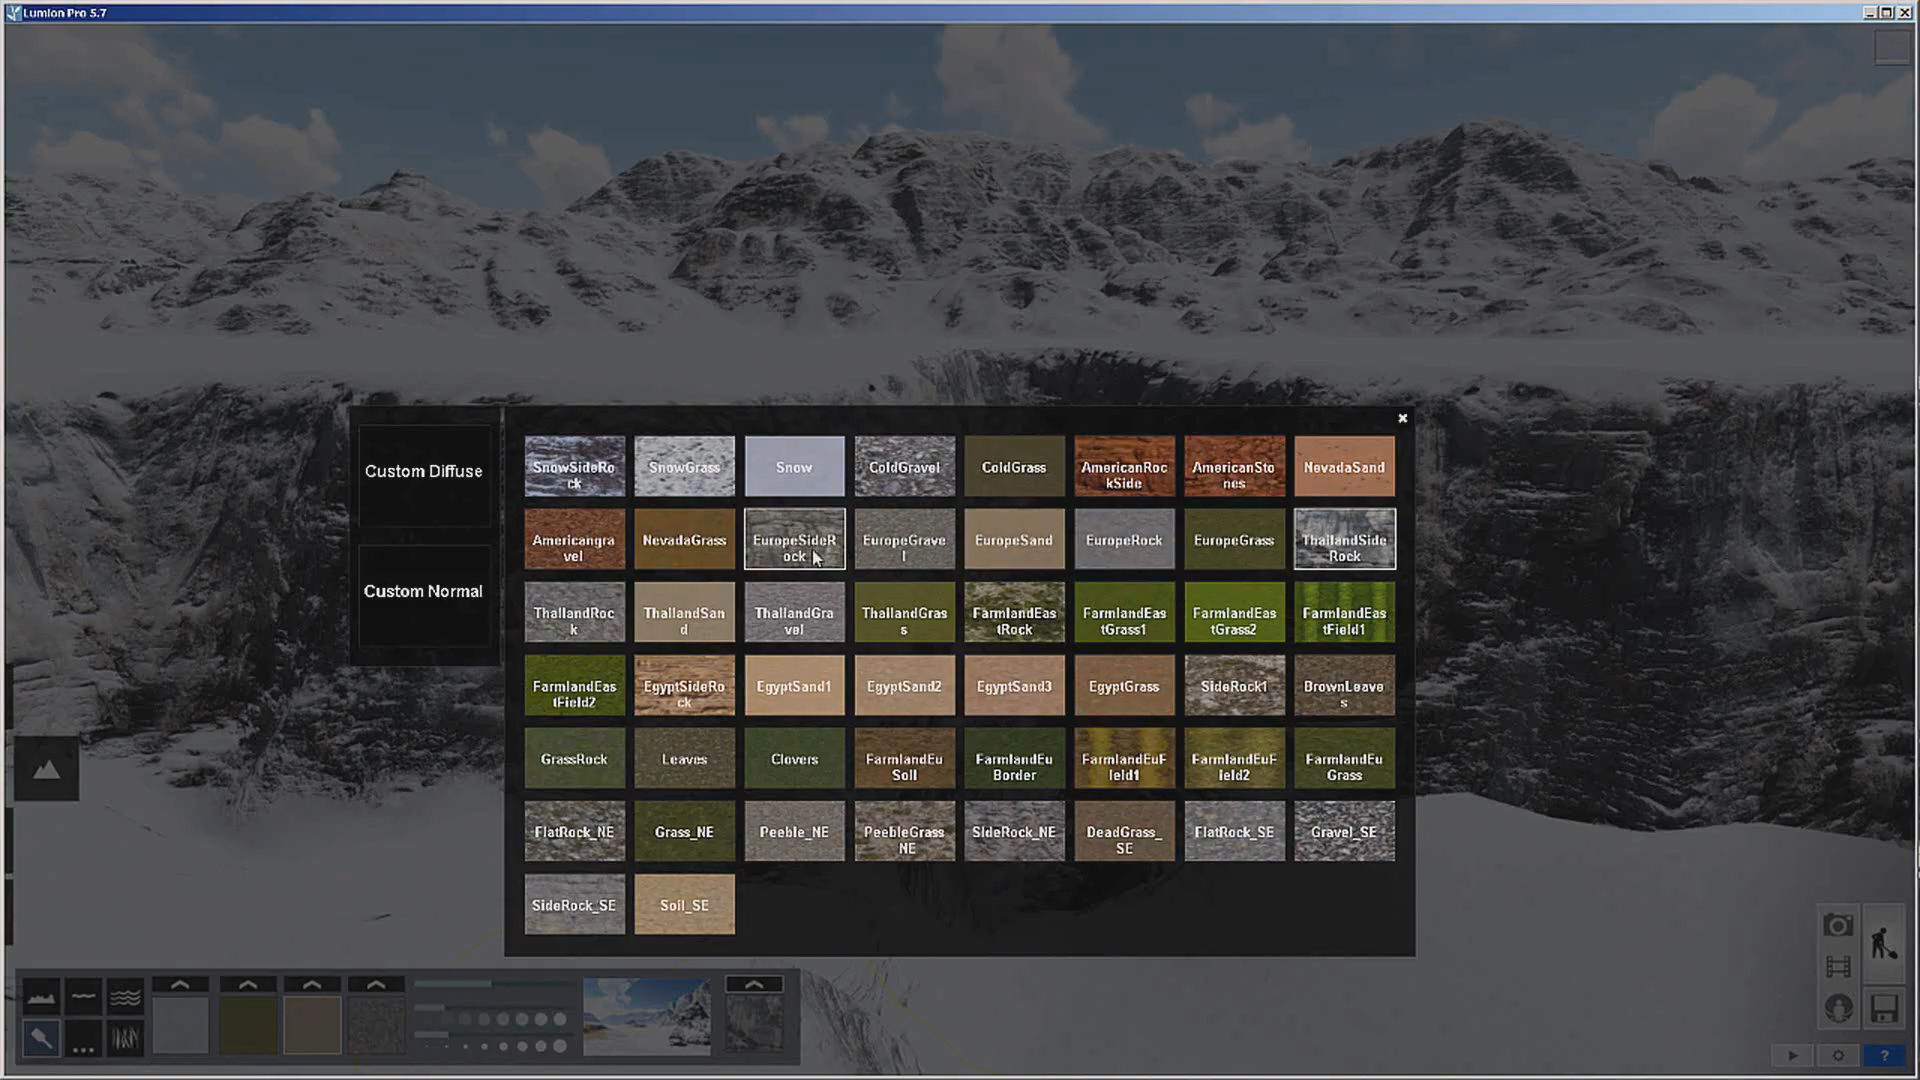 Lumion Pro 5.7
Custom Diffuse
Custom Normal
SnowSideRo
ck
SnowGrass
Snow
ColdGravel
ColdGrass
AmericanRoc
kSide
AmericanSto
nes
NevadaSand
Americangra
vel
NevadaGrass
EuropeSideR
ock
EuropeGrave
l
EuropeSand
EuropeRock
EuropeGrass
ThailandSide
Rock
ThailandRoc
k
ThailandSan
d
ThailandGra
vel
ThailandGras
s
FarmlandEas
tRock
FarmlandEas
tGrass1
FarmlandEas
tGrass2
FarmlandEas
tField1
FarmlandEas
tField2
EgyptSideRo
ck
EgyptSand1
EgyptSand2
EgyptSand3
EgyptGrass
SideRock1
BrownLeave
s
GrassRock
Leaves
Clovers
FarmlandEu
Soil
FarmlandEu
Border
FarmlandEuF
ield1
FarmlandEuF
ield2
FarmlandEu
Grass
FlatRock_NE
Grass_NE
Peeble_NE
PeebleGrass
NE
SideRock_NE
DeadGrass_
SE
FlatRock_SE
Gravel_SE
SideRock_SE
Soil_SE
?